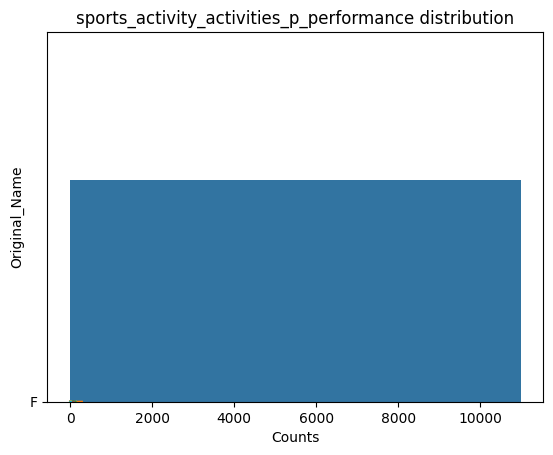 sports_activity_activities_p_performance distribution
Original_Name
F
0 2000 4000 6000 8000 10000
Counts